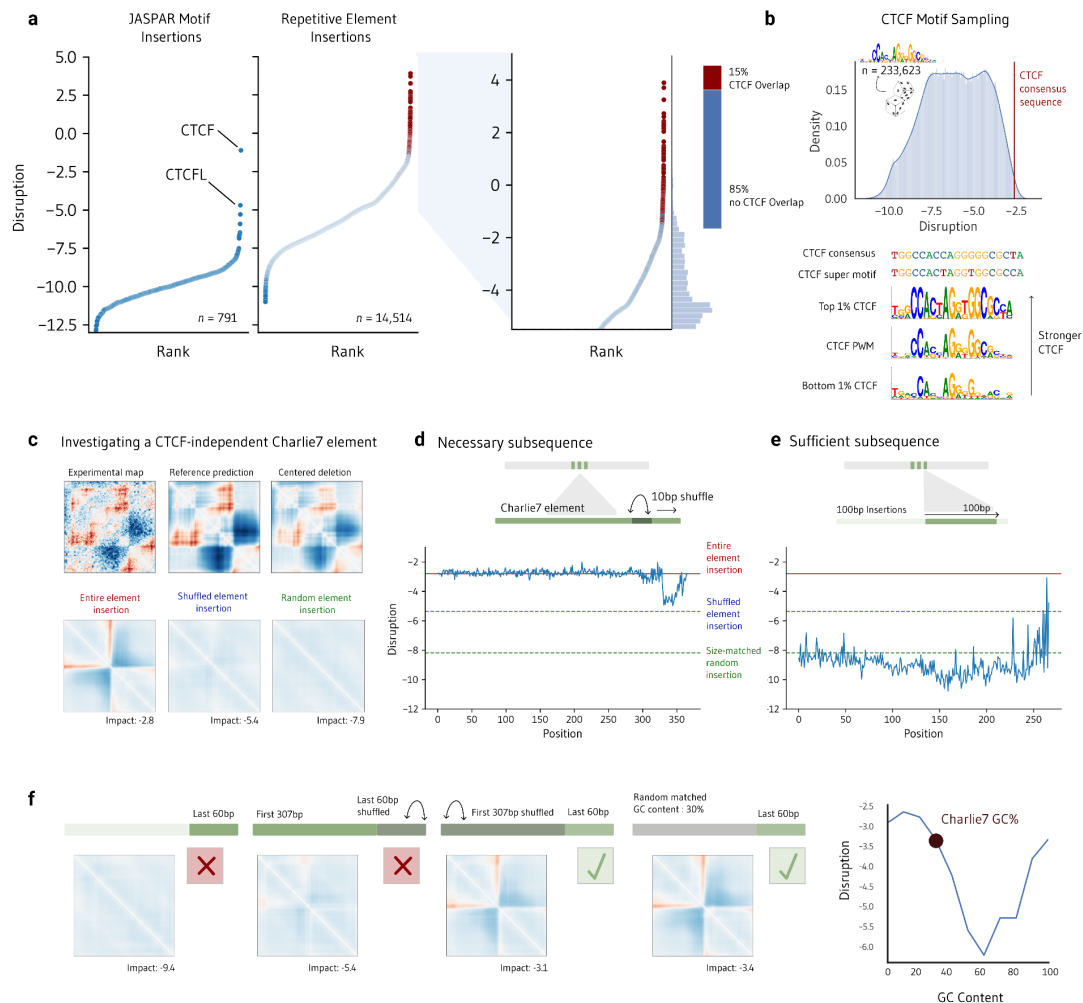 a
JASPAR Motif
Insertions
Repetitive Element
Insertions
Disruption
5.0
2.5
0.0
−2.5
−5.0
−7.5
−10.0
−12.5
CTCF
CTCFL
n = 791
n = 14,514
Rank
Rank
4
2
0
−2
−4
Rank
15%
CTCF Overlap
85%
no CTCF Overlap
b
CTCF Motif Sampling
n = 233,623
CTCF
consensus
sequence
Density
0.15
0.10
0.05
0.00
−10.0
−7.5
−5.0
−2.5
Disruption
CTCF consensus
TGGCCACCAGGGGGCGCTA
CTCF super motif
TGGCCACTAGGTGGCGCCA
Top 1% CTCF
CTCF PWM
Bottom 1% CTCF
Stronger
CTCF
c
Investigating a CTCF-independent Charlie7 element
Experimental map
Reference prediction
Centered deletion
Entire element
insertion
Shuffled element
insertion
Random element
insertion
Impact: -2.8
Impact: -5.4
Impact: -7.9
d
Necessary subsequence
Charlie7 element
10bp shuffle
Disruption
−2
−4
−6
−8
−10
−12
0
50
100
150
200
250
300
350
Position
Entire
element
insertion
Shuffled
element
insertion
Size-matched
random
insertion
e
Sufficient subsequence
100bp Insertions
100bp
−2
−4
−6
−8
−10
−12
0
50
100
150
200
250
Position
f
Last 60bp
First 307bp
Last 60bp
shuffled
First 307bp shuffled
Last 60bp
Random matched
GC content : 30%
Last 60bp
Impact: -9.4
Impact: -5.4
Impact: -3.1
Impact: -3.4
Charlie7 GC%
Disruption
-2.5
-3.0
-3.5
-4.0
-4.5
-5.0
-5.5
-6.0
0
20
40
60
80
100
GC Content